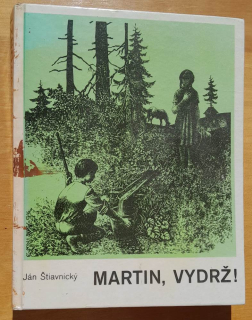 Ján Štiavnický
MARTIN, VYDRŽ!